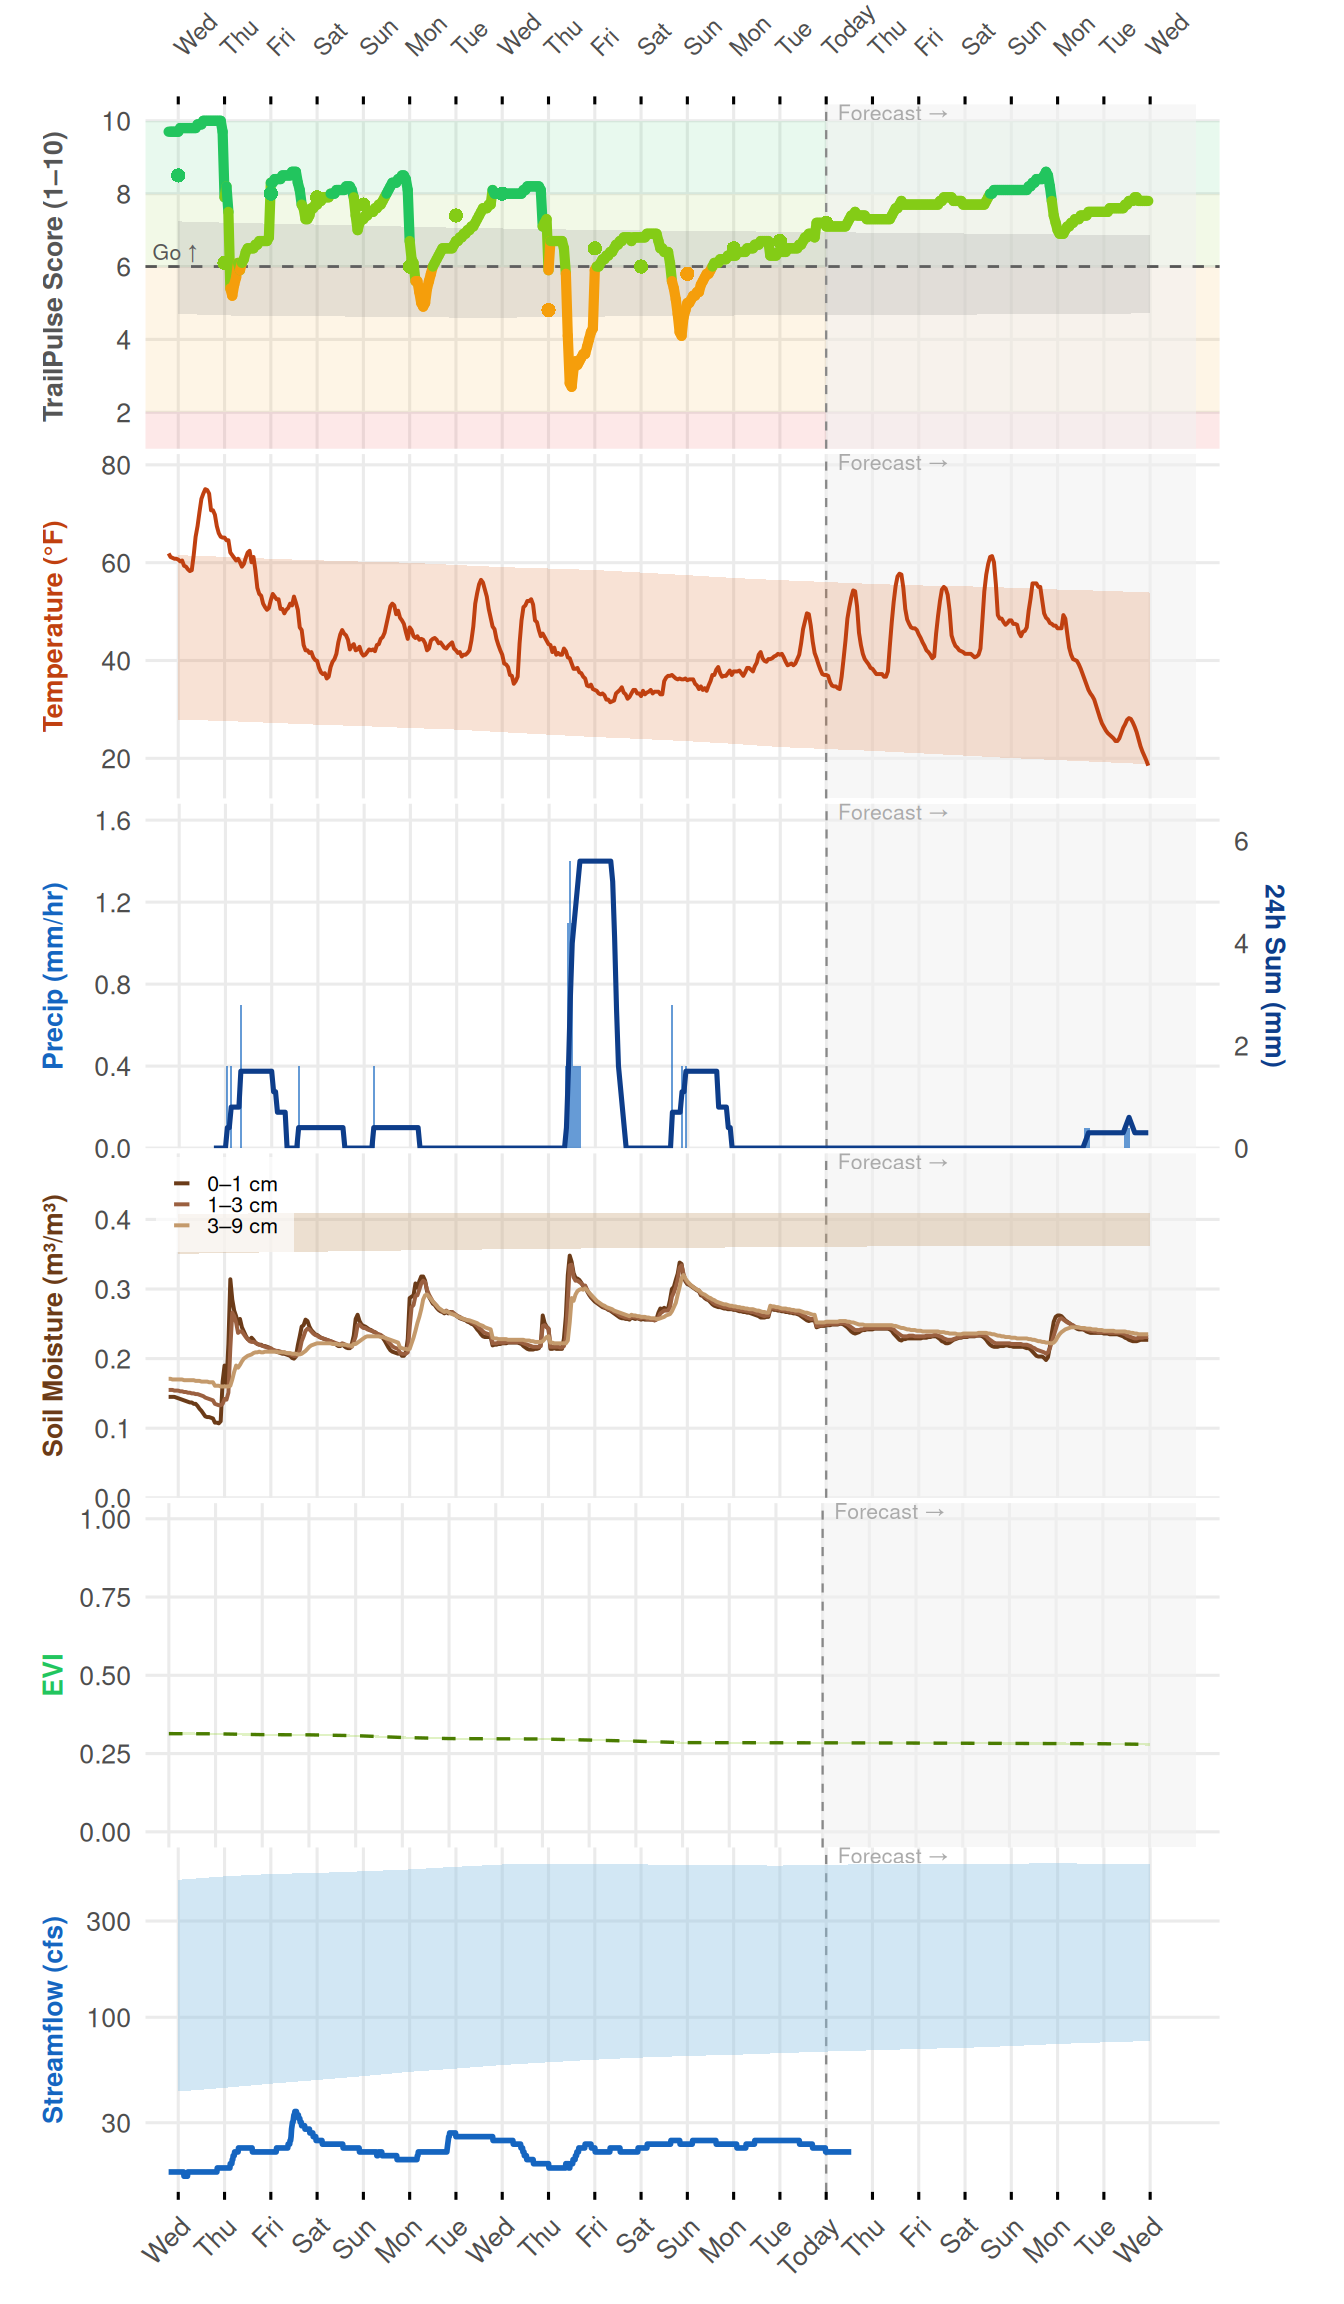 Wed Thu Fri Sat Sun Mon Tue Wed Thu Fri Sat Sun Mon Tue Today Thu Fri Sat Sun Mon Tue Wed
TrailPulse Score (1–10)
10
8
6
4
2
Go ↑
Forecast →
Temperature (°F)
80
60
40
20
Forecast →
Precip (mm/hr)
1.6
1.2
0.8
0.4
0.0
Forecast →
6
4
2
0
24h Sum (mm)
Soil Moisture (m³/m³)
0.4
0.3
0.2
0.1
0.0
0–1 cm
1–3 cm
3–9 cm
Forecast →
EVI
1.00
0.75
0.50
0.25
0.00
Forecast →
Streamflow (cfs)
300
100
30
Forecast →
Wed Thu Fri Sat Sun Mon Tue Wed Thu Fri Sat Sun Mon Tue Today Thu Fri Sat Sun Mon Tue Wed